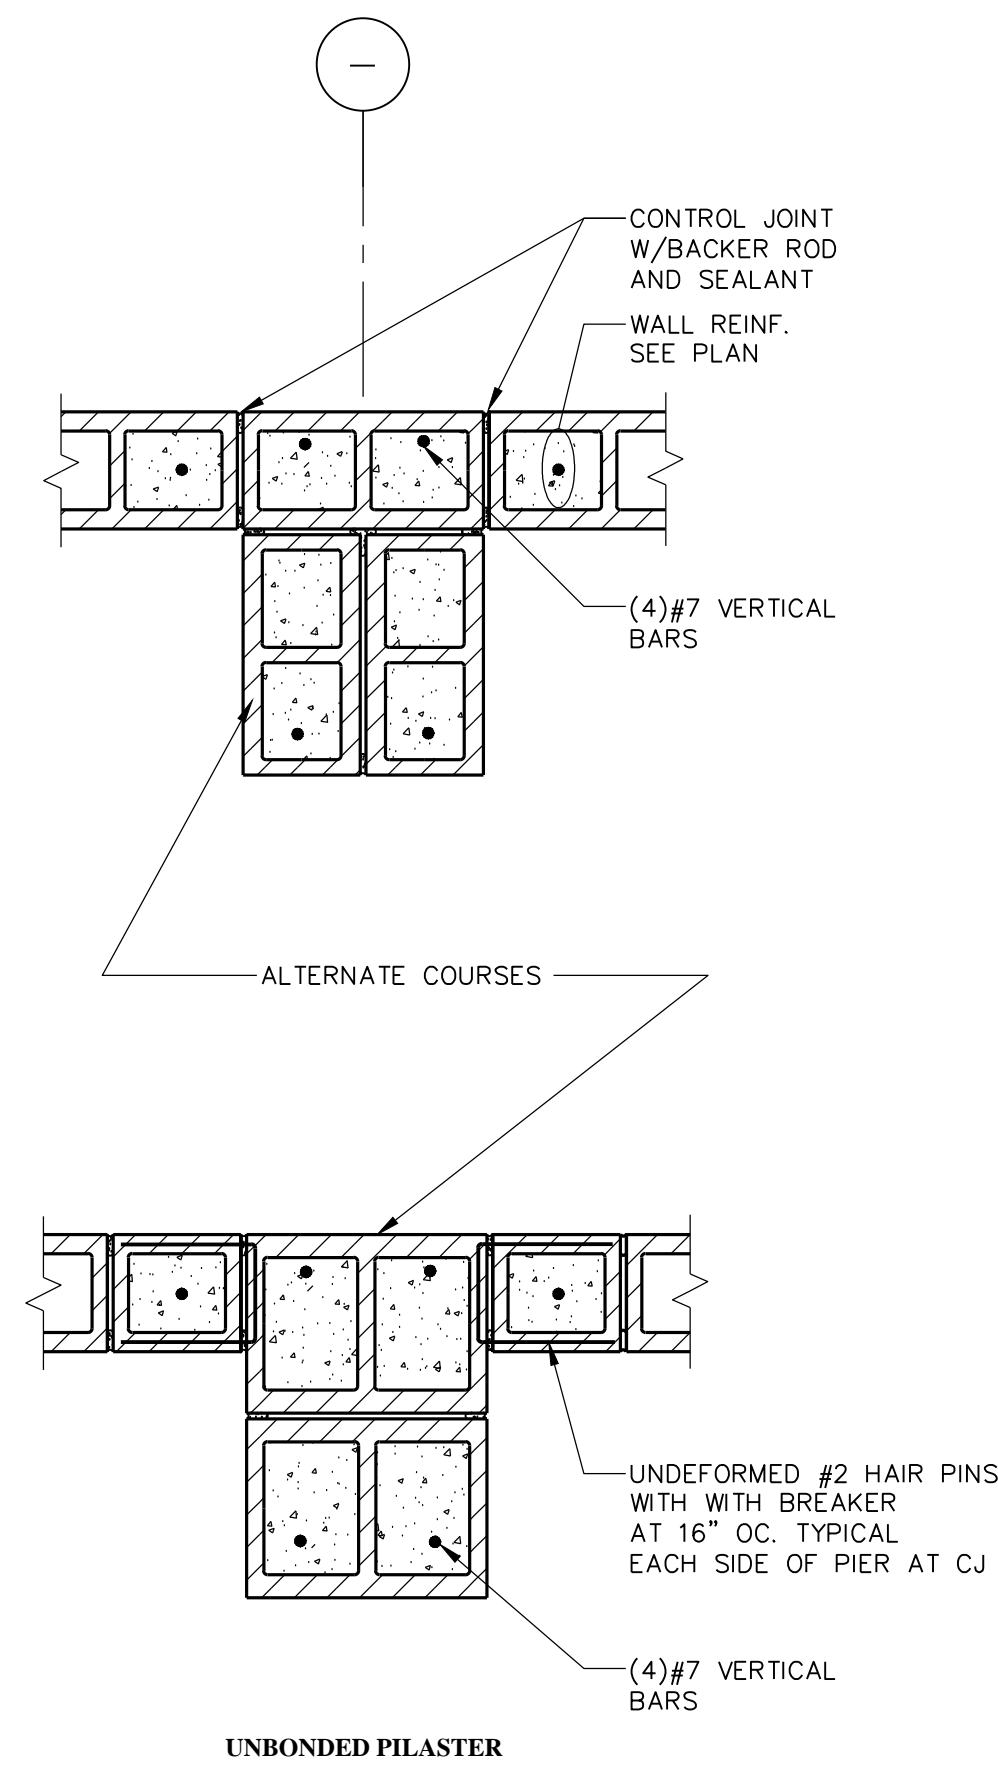 CONTROL JOINT
W/BACKER ROD
AND SEALANT
WALL REINF.
SEE PLAN
(4)#7 VERTICAL
BARS
ALTERNATE COURSES
UNDEFORMED #2 HAIR PINS
WITH WITH BREAKER
AT 16” OC. TYPICAL
EACH SIDE OF PIER AT CJ
(4)#7 VERTICAL
BARS
UNBONDED PILASTER